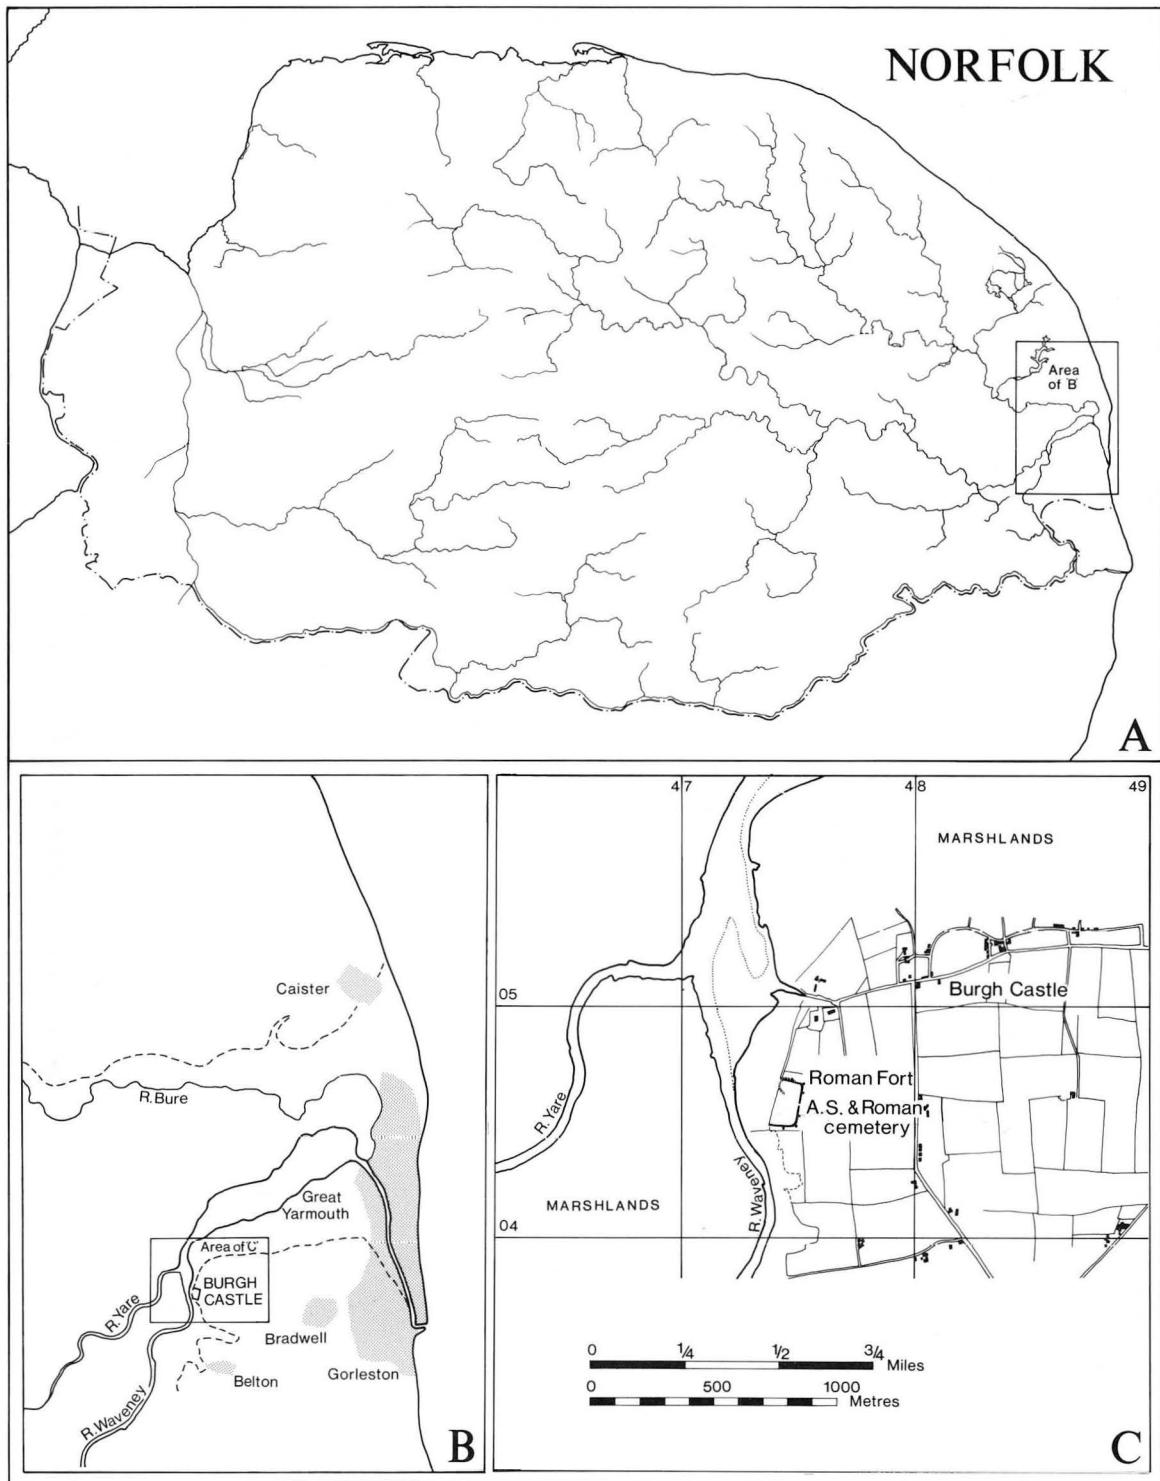 NORFOLK
Area
of 'B'
A
Caister
R. Bure
Great
Yarmouth
Area of 'C'
BURGH
CASTLE
R. Yare
Bradwell
Belton
Gorleston
R. Waveney
B
47
48
49
MARSHLANDS
05
Burgh Castle
Roman Fort
A.S. & Roman
cemetery
R. Yare
MARSHLANDS
R. Waveney
04
0 1/4 1/2 3/4
Miles
0 500 1000
Metres
C